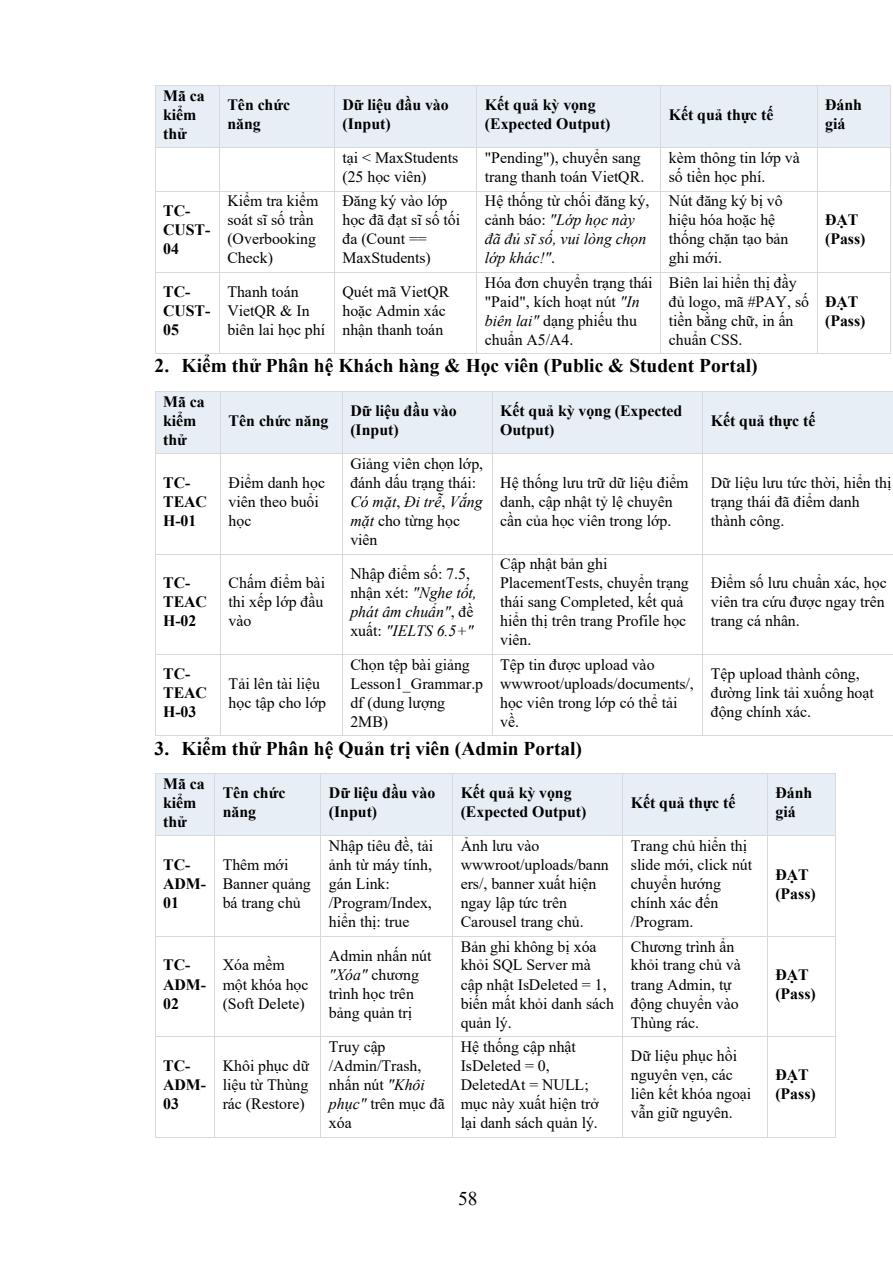 Mã ca kiểm thử
Tên chức năng
Dữ liệu đầu vào (Input)
Kết quả kỳ vọng (Expected Output)
Kết quả thực tế
Đánh giá
tại < MaxStudents (25 học viên)
"Pending"), chuyển sang trang thanh toán VietQR.
kèm thông tin lớp và số tiền học phí.
TC-CUST-04
Kiểm tra kiểm soát sĩ số trần (Overbooking Check)
Đăng ký vào lớp học đã đạt sĩ số tối đa (Count == MaxStudents)
Hệ thống từ chối đăng ký, cảnh báo: "Lớp học này đã đủ sĩ số, vui lòng chọn lớp khác!".
Nút đăng ký bị vô hiệu hóa hoặc hệ thống chặn tạo bản ghi mới.
ĐẠT (Pass)
TC-CUST-05
Thanh toán VietQR & In biên lai học phí
Quét mã VietQR hoặc Admin xác nhận thanh toán
Hóa đơn chuyển trạng thái "Paid", kích hoạt nút "In biên lai" dạng phiếu thu chuẩn A5/A4.
Biên lai hiển thị đầy đủ logo, mã #PAY, số tiền bằng chữ, in ấn chuẩn CSS.
ĐẠT (Pass)
2. Kiểm thử Phân hệ Khách hàng & Học viên (Public & Student Portal)
Mã ca kiểm thử
Tên chức năng
Dữ liệu đầu vào (Input)
Kết quả kỳ vọng (Expected Output)
Kết quả thực tế
TC-TEACH-01
Điểm danh học viên theo buổi học
Giảng viên chọn lớp, đánh dấu trạng thái: Có mặt, Đi trễ, Vắng mặt cho từng học viên
Hệ thống lưu trữ dữ liệu điểm danh, cập nhật tỷ lệ chuyên cần của học viên trong lớp.
Dữ liệu lưu tức thời, hiển thị trạng thái đã điểm danh thành công.
TC-TEACH-02
Chấm điểm bài thi xếp lớp đầu vào
Nhập điểm số: 7.5, nhận xét: "Nghe tốt, phát âm chuẩn", đề xuất: "IELTS 6.5+"
Cập nhật bản ghi PlacementTests, chuyển trạng thái sang Completed, kết quả hiển thị trên trang Profile học viên.
Điểm số lưu chuẩn xác, học viên tra cứu được ngay trên trang cá nhân.
TC-TEACH-03
Tải lên tài liệu học tập cho lớp
Chọn tệp bài giảng Lesson1_Grammar.pdf (dung lượng 2MB)
Tệp tin được upload vào wwwroot/uploads/documents/, học viên trong lớp có thể tải về.
Tệp upload thành công, đường link tải xuống hoạt động chính xác.
3. Kiểm thử Phân hệ Quản trị viên (Admin Portal)
Mã ca kiểm thử
Tên chức năng
Dữ liệu đầu vào (Input)
Kết quả kỳ vọng (Expected Output)
Kết quả thực tế
Đánh giá
TC-ADM-01
Thêm mới Banner quảng bá trang chủ
Nhập tiêu đề, tải ảnh từ máy tính, gán Link: /Program/Index, hiển thị: true
Ảnh lưu vào wwwroot/uploads/banners/, banner xuất hiện ngay lập tức trên Carousel trang chủ.
Trang chủ hiển thị slide mới, click nút chuyển hướng chính xác đến /Program.
ĐẠT (Pass)
TC-ADM-02
Xóa mềm một khóa học (Soft Delete)
Admin nhấn nút "Xóa" chương trình học trên bảng quản trị
Bản ghi không bị xóa khỏi SQL Server mà cập nhật IsDeleted = 1, biến mất khỏi danh sách quản lý.
Chương trình ẩn khỏi trang chủ và trang Admin, tự động chuyển vào Thùng rác.
ĐẠT (Pass)
TC-ADM-03
Khôi phục dữ liệu từ Thùng rác (Restore)
Truy cập /Admin/Trash, nhấn nút "Khôi phục" trên mục đã xóa
Hệ thống cập nhật IsDeleted = 0, DeletedAt = NULL; mục này xuất hiện trở lại danh sách quản lý.
Dữ liệu phục hồi nguyên vẹn, các liên kết khóa ngoại vẫn giữ nguyên.
ĐẠT (Pass)
58